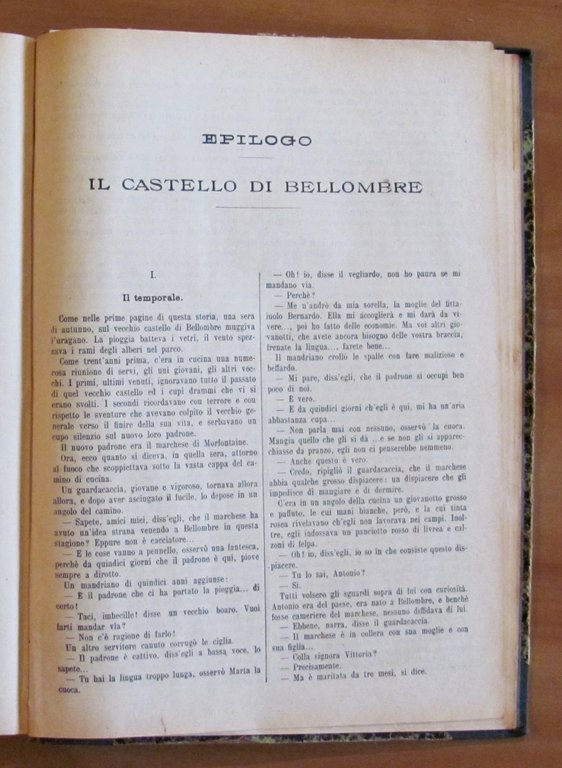 EPILOGO
IL CASTELLO DI BELLOMBRE
I.
Il temporale.
Come nelle prime pagine di questa storia, una sera
di autunno, sul vecchio castello di Bellombre muggiva
l'uragano. La pioggia batteva i vetri, il vento spez-
zava i rami degli alberi nel parco.
Come trent'anni prima, c'era in cucina una nume-
rosa riunione di servi, gli uni giovani, gli altri vec-
chi. I primi, ultimi venuti, ignoravano tutto il passato
di quel vecchio castello ed i cupi drammi che vi si
erano svolti. I secondi ricordavano con terrore e con
rispetto le sventure che avevano colpito il vecchio gene-
rale verso il finire della sua vita, e serbavano un
cupo silenzio sul nuovo loro padrone.
Il nuovo padrone era il marchese di Morfontaine.
Ora, ecco quanto si diceva, in quella sera, attorno
al fuoco che scoppiettava sotto la vasta cappa del ca-
mino di cucina.
Un guardacaccia, giovane e vigoroso, tornava allora
allora, e dopo aver asciugato il fucile, lo depose in un
angolo del camino.
— Sapete, amici miei, diss'egli, che il marchese ha
avuto un'idea strana venendo a Bellombre in questa
stagione? Eppure non è cacciatore...
— E le cose vanno a pennello, osservò una fantesca,
perchè da quindici giorni che il padrone è qui, piove
sempre a dirotto.
Un mandriano di quindici anni aggiunse:
— È il padrone che ci ha portato la pioggia... di
certo!
— Taci, imbecille! disse un vecchio boaro. Vuoi
farti mandar via?
— Non c'è ragione di farlo!
Un altro servitore canuto corrugò le ciglia.
— Il padrone è cattivo, diss'egli a bassa voce, lo
sapete...
— Tu hai la lingua troppo lunga, osservò Marta la
cuoca.
— Oh! io, disse il vegliardo, non ho paura se mi
mandano via.
— Perchè?
— Me n'andrò da mia sorella, la moglie del fitta-
iuolo Bernardo. Ella mi accoglierà e mi darà da vi-
vere..., poi ho fatto delle economie. Ma voi altri gio-
vanotti, che avete ancora bisogno delle vostra braccia,
frenate la lingua..., farete bene...
Il mandriano crollò le spalle con fare malizioso e
beffardo.
— Mi pare, diss'egli, che il padrone si occupi ben
poco di noi.
— È vero.
— E da quindici giorni ch'egli è qui, mi ha un'aria
abbastanza cupa...
— Non parla mai con nessuno, osservò la cuoca.
Mangia quello che gli si dà ...e se non gli si apparec-
chiasse da pranzo, egli non ci penserebbe nemmeno.
— Anche questo è vero.
— Credo, ripigliò il guardacaccia, che il marchese
abbia qualche grosso dispiacere: un dispiacere che gli
impedisce di mangiare e di dormire.
C'era in un angolo della cucina un giovanotto grosso
e paffuto, le cui mani bianche, però, e la cui tinta
rosea rivelavano ch'egli non lavorava nei campi. Inol-
tre, egli indossava un panciotto rosso di livrea e cal-
zoni di felpa.
— Oh! io, diss'egli, io so in che consiste questo dis-
piacere.
— Tu lo sai, Antonio?
— Sì.
Tutti volsero gli sguardi sopra di lui con curiosità.
Antonio era del paese, era nato a Bellombre, e benchè
fosse cameriere del marchese, nessuno diffidava di lui.
— Ebbene, narra, disse il guardacaccia.
— Il marchese è in collera con sua moglie e con
sua figlia...
— Colla signora Vittoria?
— Precisamente.
— Ma è maritata da tre mesi, si dice.